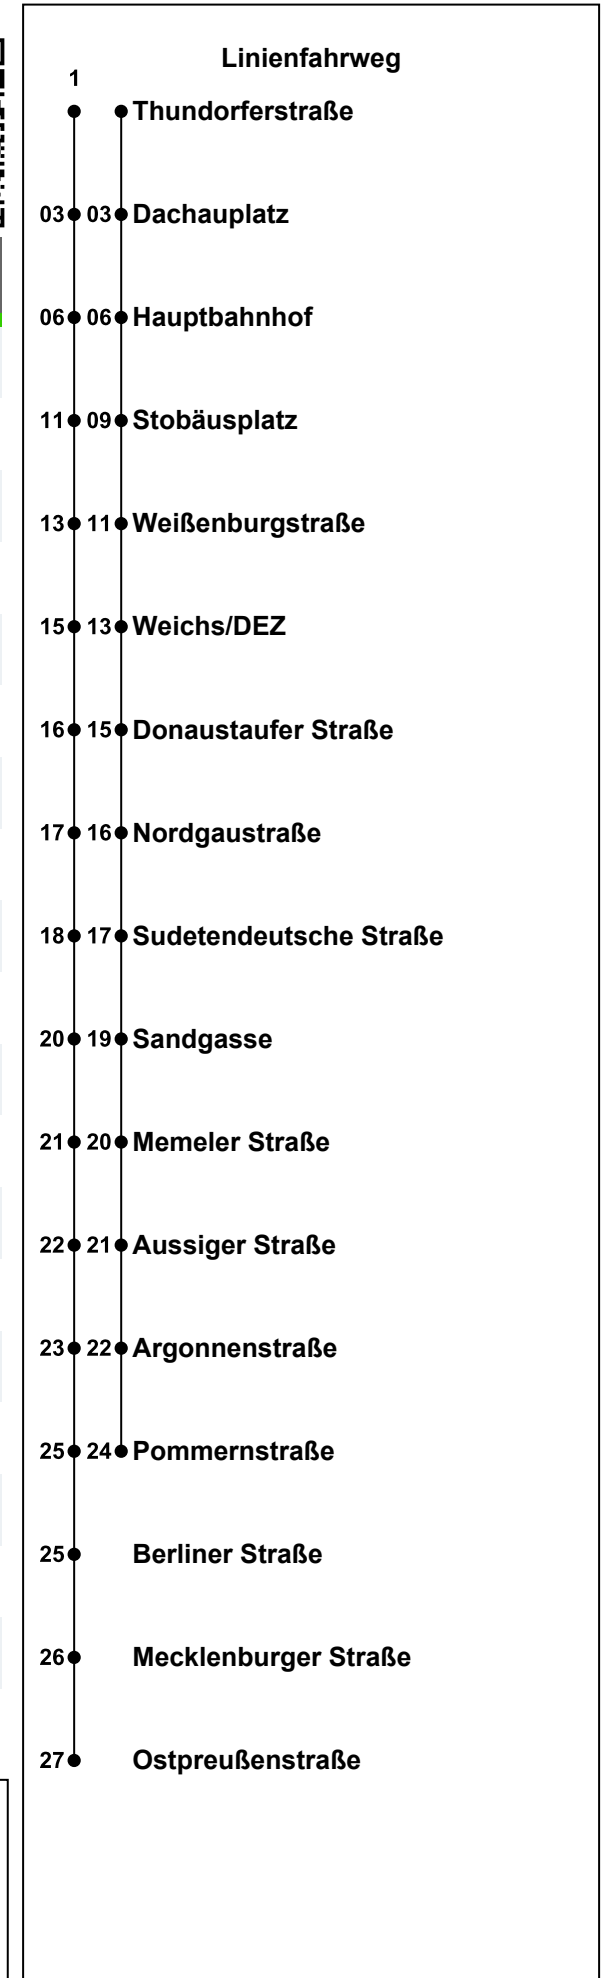 Linienfahrweg
1
Thundorferstraße
03 03 Dachauplatz
06 06 Hauptbahnhof
11 09 Stobäusplatz
13 11 Weißenburgstraße
15 13 Weichs/DEZ
16 15 Donaustaufer Straße
17 16 Nordgaustraße
18 17 Sudetendeutsche Straße
20 19 Sandgasse
21 20 Memeler Straße
22 21 Aussiger Straße
23 22 Argonnenstraße
25 24 Pommernstraße
25 Berliner Straße
26 Mecklenburger Straße
27 Ostpreußenstraße